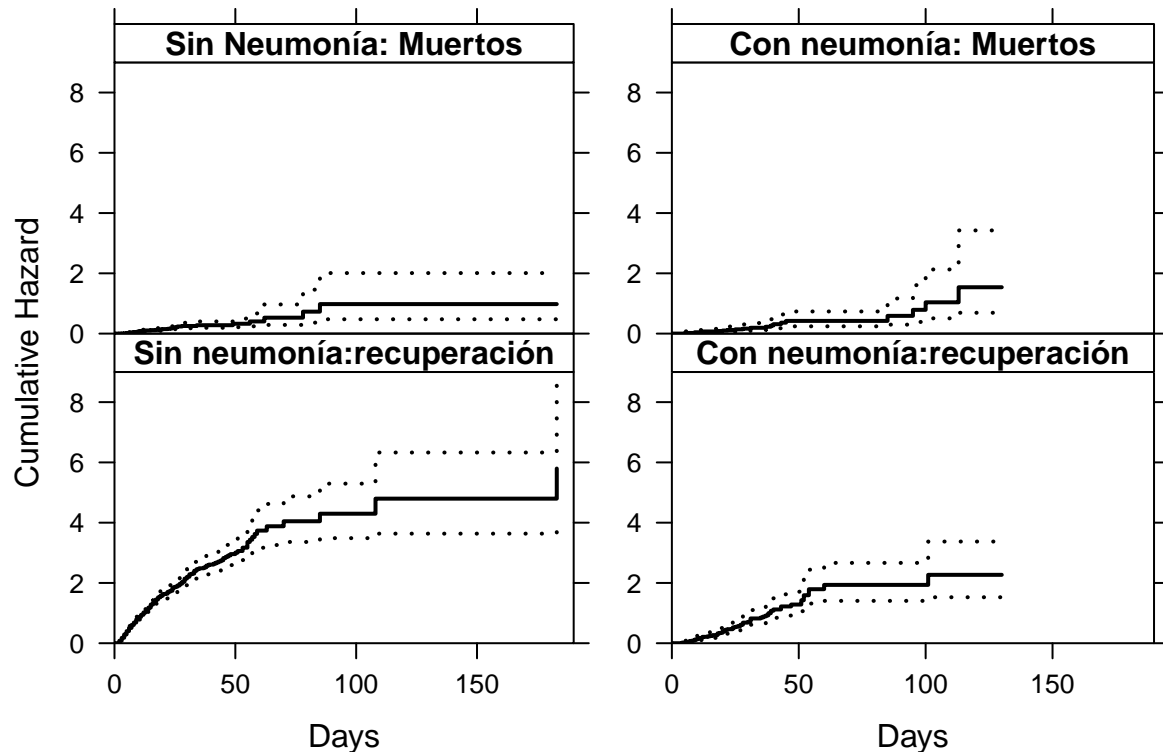 Sin Neumonía: Muertos
Con neumonía: Muertos
8
6
4
2
0
8
6
4
2
0
Sin neumonía:recuperación
Con neumonía:recuperación
8
6
4
2
0
8
6
4
2
0
Cumulative Hazard
0 50 100 150
0 50 100 150
Days
Days